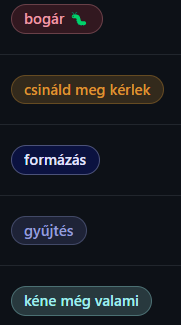 bogár 🐛
csináld meg kérlek
formázás
gyűjtés
kéne még valami